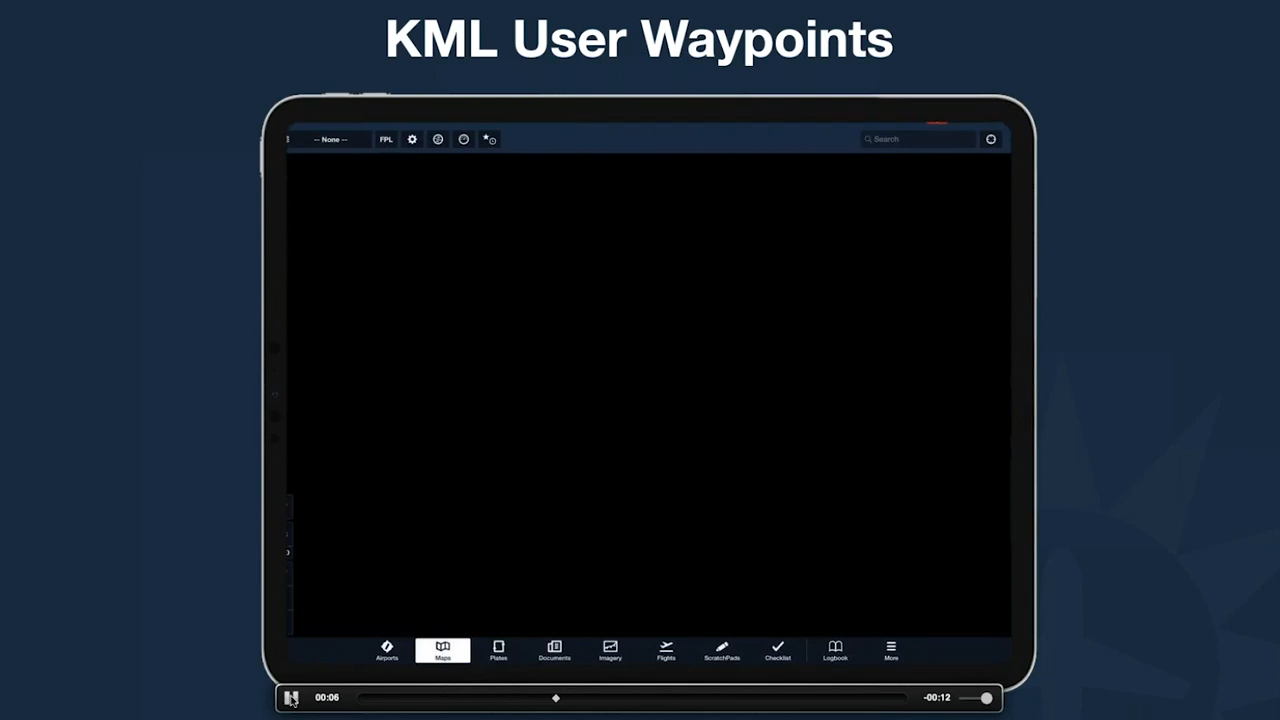 KML User Waypoints
-- None --
FPL
Search
Airports
Maps
Plates
Documents
Imagery
Flights
ScratchPads
Checklist
Logbook
More
00:06
-00:12